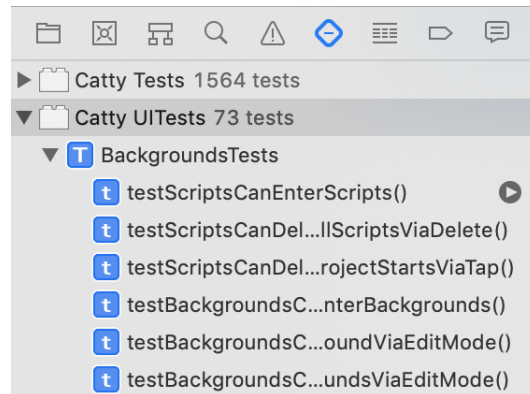 Catty Tests 1564 tests
Catty UITests 73 tests
T BackgroundsTests
t testScriptsCanEnterScripts()
t testScriptsCanDel...llScriptsViaDelete()
t testScriptsCanDel...rojectStartsViaTap()
t testBackgroundsC...nterBackgrounds()
t testBackgroundsC...oundViaEditMode()
t testBackgroundsC...undsViaEditMode()